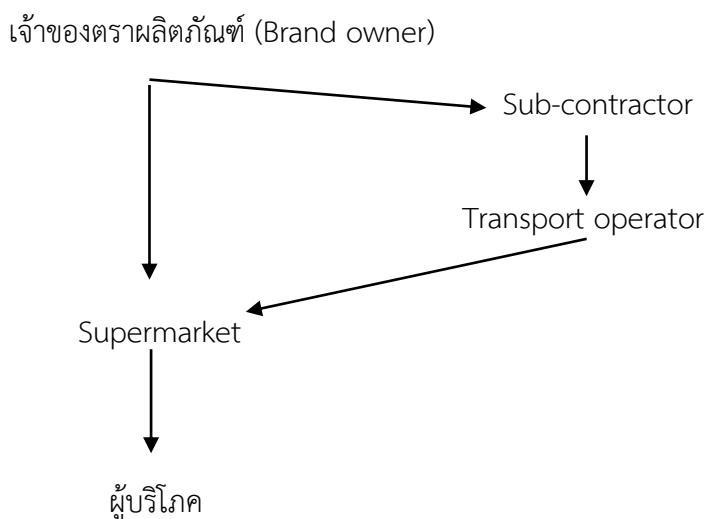 เจ้าของตราผลิตภัณฑ์ (Brand owner)
Sub-contractor
Transport operator
Supermarket
ผู้บริโภค